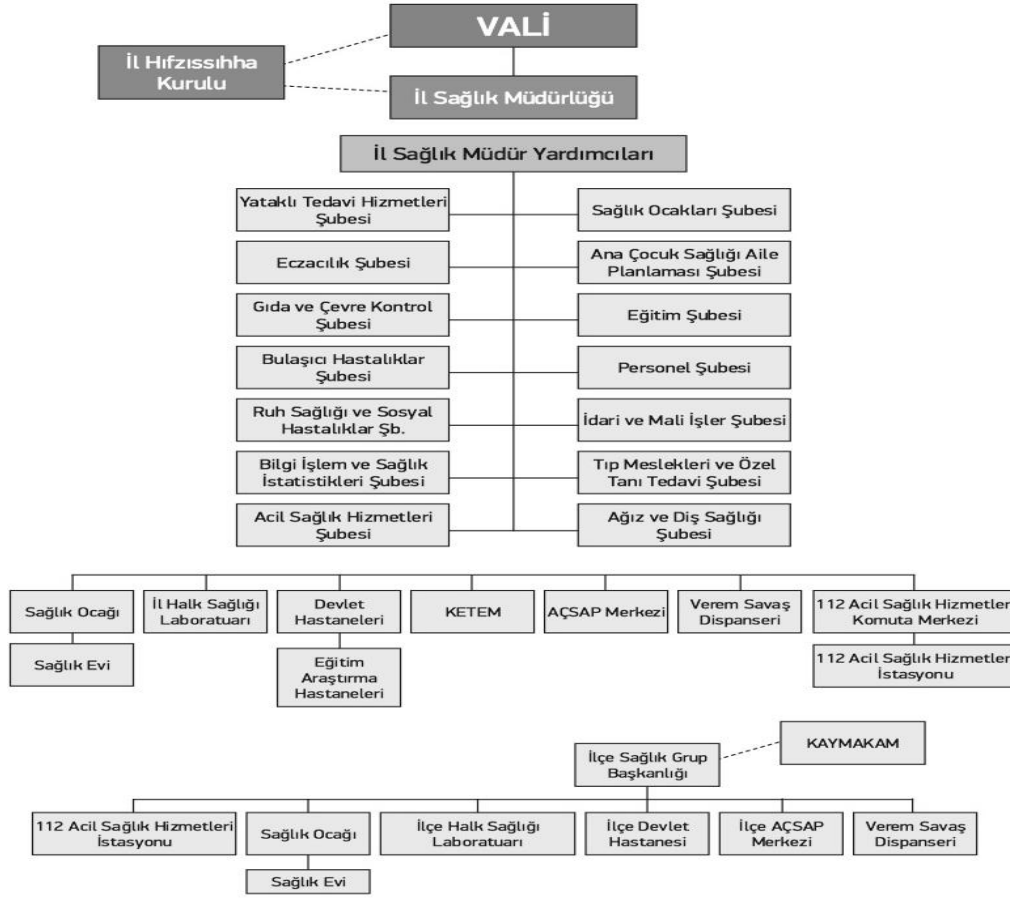 VALİ
İl Hıfzıssıhha
Kurulu
İl Sağlık Müdürlüğü
İl Sağlık Müdür Yardımcıları
Yataklı Tedavi Hizmetleri
Şubesi
Sağlık Ocakları Şubesi
Eczacılık Şubesi
Ana Çocuk Sağlığı Aile
Planlaması Şubesi
Gıda ve Çevre Kontrol
Şubesi
Eğitim Şubesi
Bulaşıcı Hastalıklar
Şubesi
Personel Şubesi
Ruh Sağlığı ve Sosyal
Hastalıklar Şb.
İdari ve Mali İşler Şubesi
Bilgi İşlem ve Sağlık
İstatistikleri Şubesi
Tıp Meslekleri ve Özel
Tanı Tedavi Şubesi
Acil Sağlık Hizmetleri
Şubesi
Ağız ve Diş Sağlığı
Şubesi
Sağlık Ocağı
İl Halk Sağlığı
Laboratuarı
Devlet
Hastaneleri
KETEM
AÇSAP Merkezi
Verem Savaş
Dispanseri
112 Acil Sağlık Hizmetler
Komuta Merkezi
Sağlık Evi
Eğitim
Araştırma
Hastaneleri
112 Acil Sağlık Hizmetler
İstasyonu
KAYMAKAM
İlçe Sağlık Grup
Başkanlığı
112 Acil Sağlık Hizmetleri
İstasyonu
Sağlık Ocağı
İlçe Halk Sağlığı
Laboratuarı
İlçe Devlet
Hastanesi
İlçe AÇSAP
Merkezi
Verem Savaş
Dispanseri
Sağlık Evi